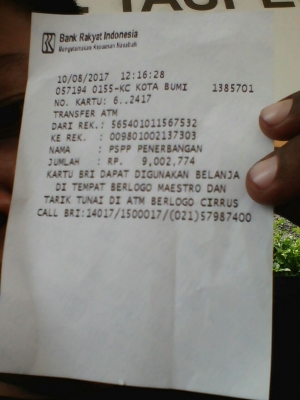 TASPE
Bank Rakyat Indonesia
Mengutamakan Kepuasan Nasabah
10/08/2017 12:16:28
057194 0155-KC KOTA BUMI 1385701
NO. KARTU: 6..2417
TRANSFER ATM
DARI REK.: 565401011567532
KE REK. : 009801002137303
NAMA : PSPP PENERBANGAN
JUMLAH : RP. 9,002,774
KARTU BRI DAPAT DIGUNAKAN BELANJA
DI TEMPAT BERLOGO MAESTRO DAN
TARIK TUNAI DI ATM BERLOGO CIRRUS
CALL BRI:14017/1500017/(021)57987400